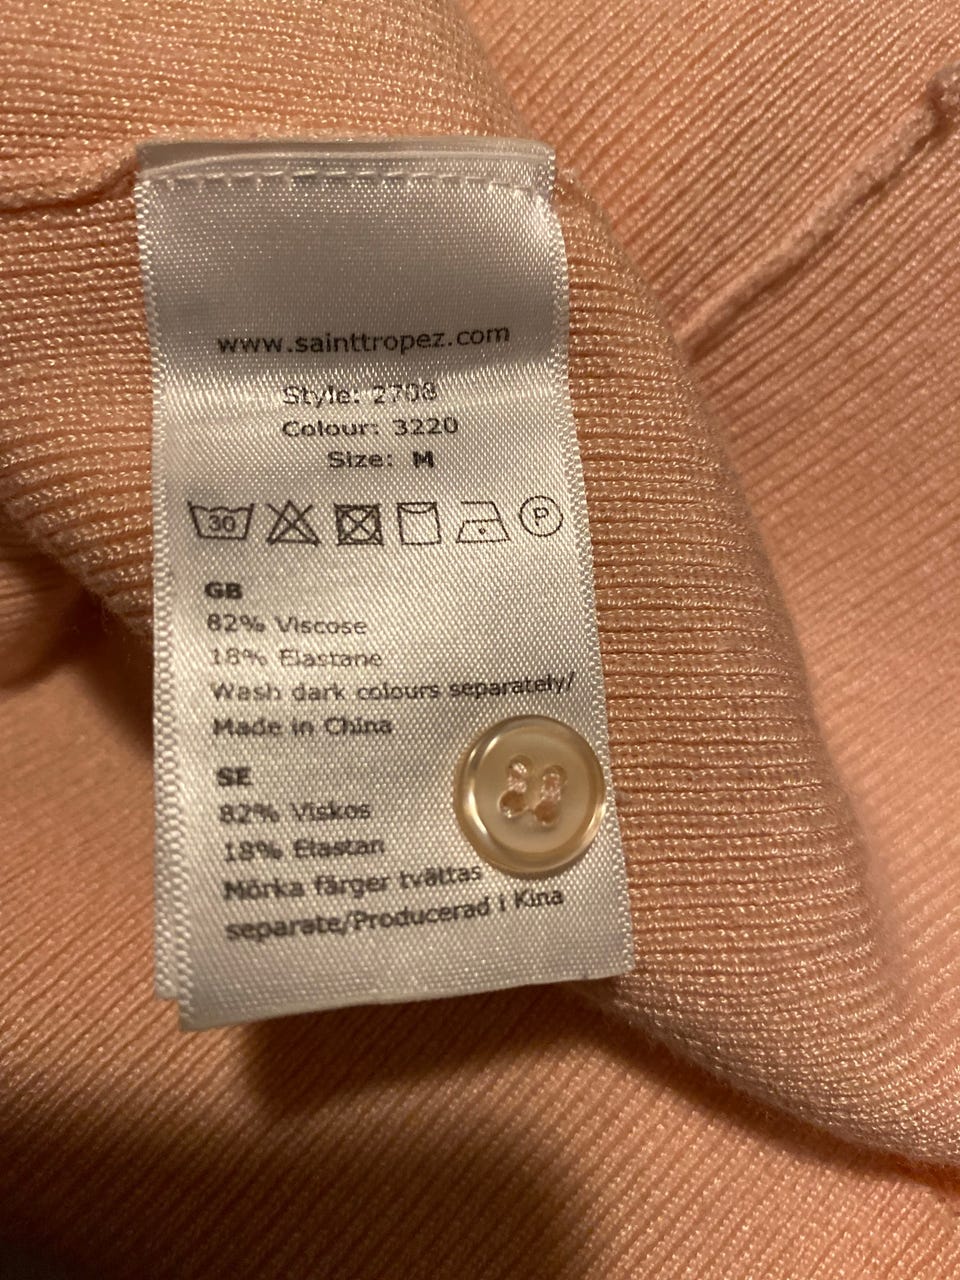 www.sainttropez.com
Style: 2708
Colour: 3220
Size: M
30 P
GB
82% Viscose
18% Elastane
Wash dark colours separately/
Made in China
SE
82% Viskos
18% Elastan
Mörka färger tvättas
separate/Producerad i Kina